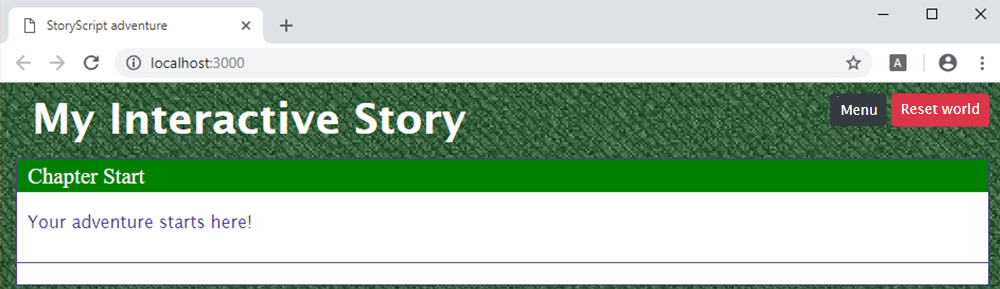 StoryScript adventure
localhost:3000
A
My Interactive Story
Menu
Reset world
Chapter Start
Your adventure starts here!